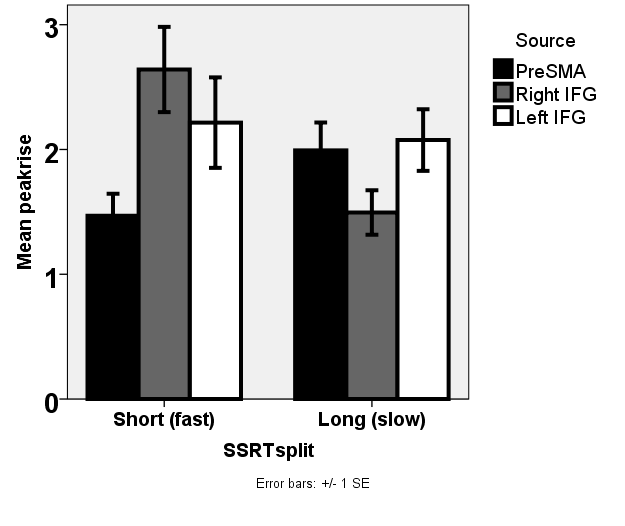 Source
PreSMA
Right IFG
Left IFG
Mean peakrise
3
2
1
0
Short (fast)
Long (slow)
SSRTsplit
Error bars: +/- 1 SE